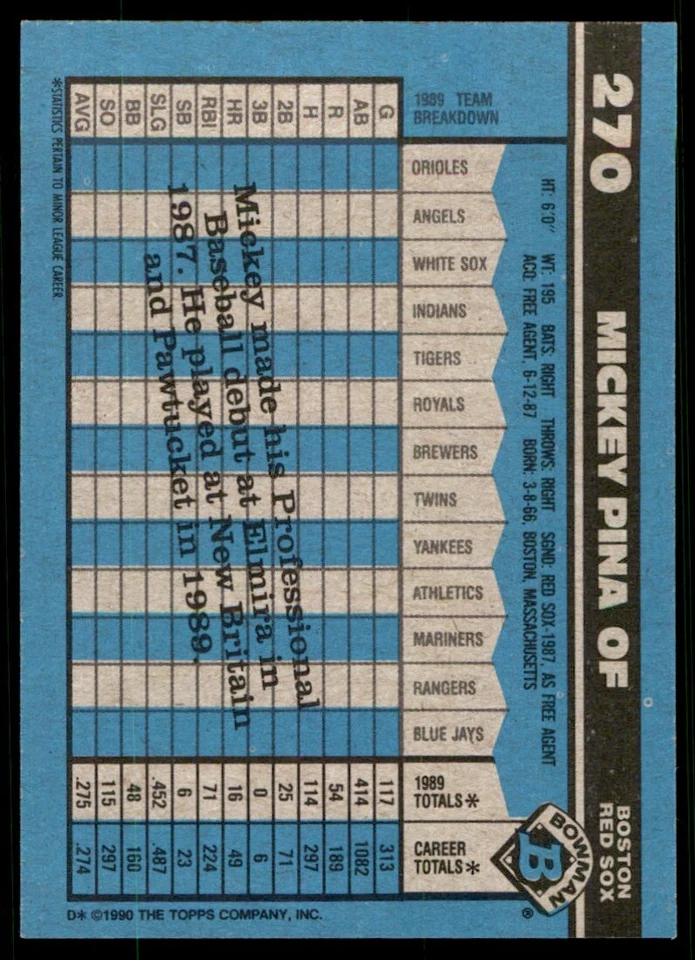 270 MICKEY PINA OF
BOSTON
RED SOX
HT: 6'0" WT: 195 BATS: RIGHT THROWS: RIGHT SGND: RED SOX-1987, AS FREE AGENT
ACQ: FREE AGENT, 6-12-87 BORN: 3-8-66, BOSTON, MASSACHUSETTS
BOWMAN
B
®
1989 TEAM
BREAKDOWN
ORIOLES
ANGELS
WHITE SOX
INDIANS
TIGERS
ROYALS
BREWERS
TWINS
YANKEES
ATHLETICS
MARINERS
RANGERS
BLUE JAYS
1989
TOTALS*
CAREER
TOTALS*
G 117 313
AB 414 1082
R 54 189
H 114 297
2B 25 71
3B 0 6
HR 16 49
RBI 71 224
SB 6 23
SLG .452 .487
BB 48 160
SO 115 297
AVG .275 .274
Mickey made his Professional
Baseball debut at Elmira in
1987. He played at New Britain
and Pawtucket in 1989.
*STATISTICS PERTAIN TO MINOR LEAGUE CAREER
D* ©1990 THE TOPPS COMPANY, INC.